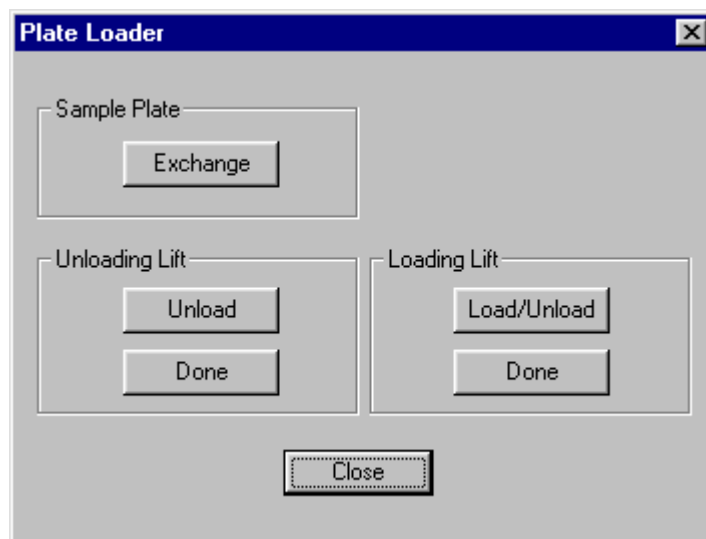 Plate Loader
Sample Plate
Exchange
Unloading Lift
Unload
Done
Loading Lift
Load/Unload
Done
Close